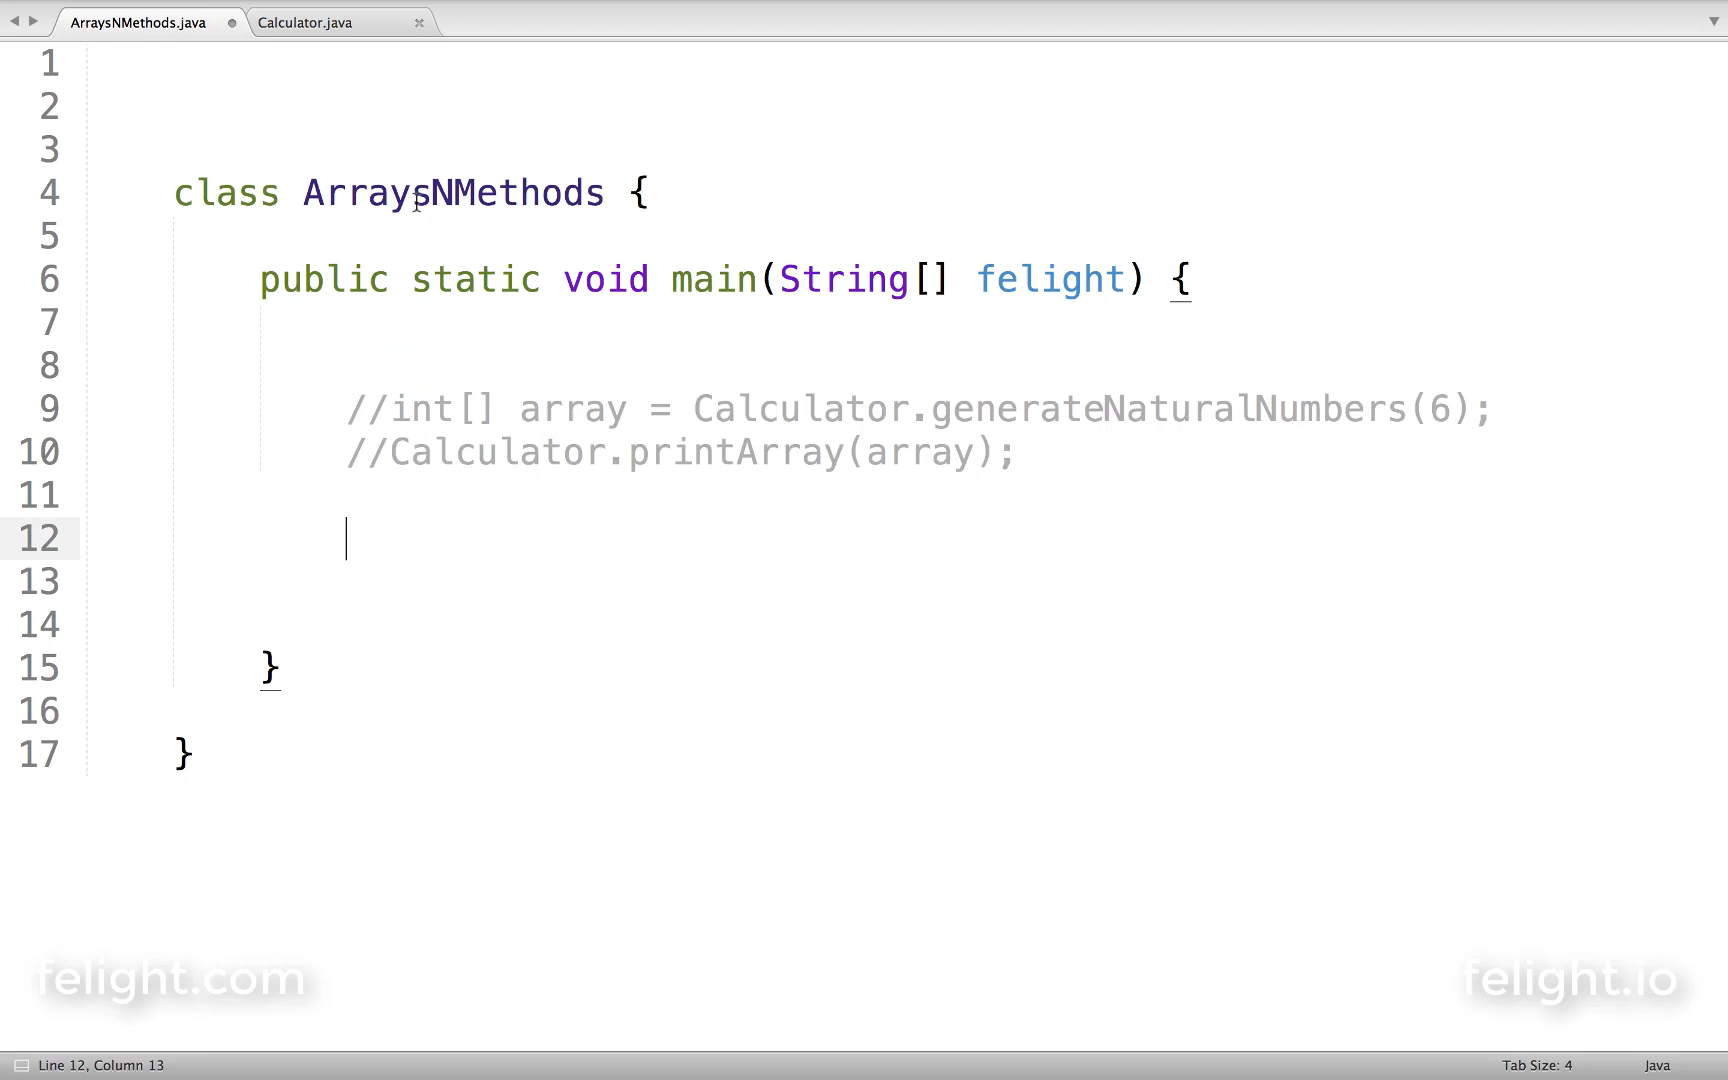 ArraysNMethods.java Calculator.java
1
2
3
4 class ArraysNMethods {
5
6 public static void main(String[] felight) {
7
8
9 //int[] array = Calculator.generateNaturalNumbers(6);
10 //Calculator.printArray(array);
11
12
13
14
15 }
16
17 }
felight.com felight.io
Line 12, Column 13 Tab Size: 4 Java